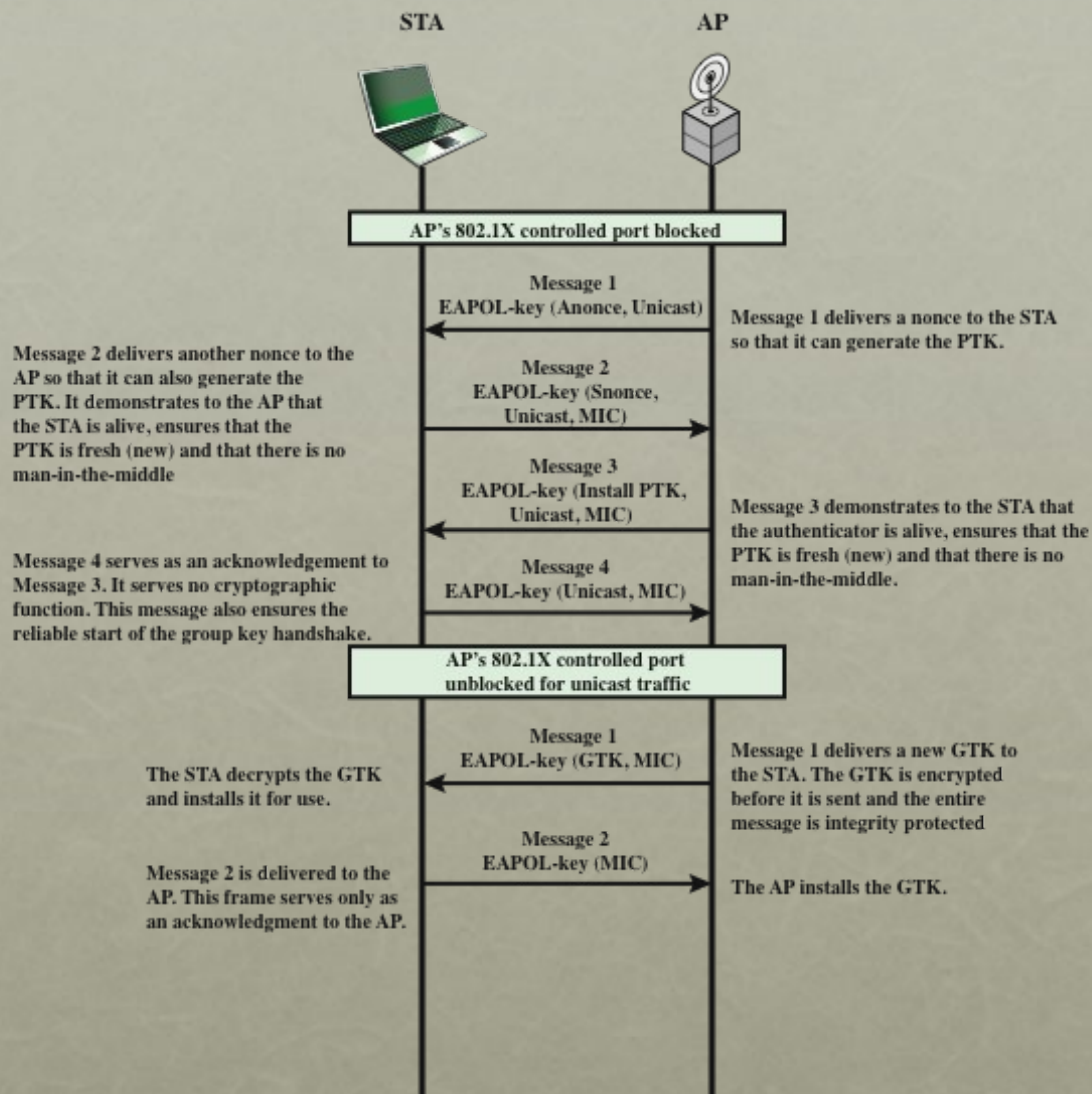 STA
AP
AP's 802.1X controlled port blocked
Message 1
EAPOL-key (Anonce, Unicast)
Message 1 delivers a nonce to the STA
so that it can generate the PTK.
Message 2 delivers another nonce to the
AP so that it can also generate the
PTK. It demonstrates to the AP that
the STA is alive, ensures that the
PTK is fresh (new) and that there is no
man-in-the-middle
Message 2
EAPOL-key (Snonce,
Unicast, MIC)
Message 3
EAPOL-key (Install PTK,
Unicast, MIC)
Message 3 demonstrates to the STA that
the authenticator is alive, ensures that the
PTK is fresh (new) and that there is no
man-in-the-middle.
Message 4 serves as an acknowledgement to
Message 3. It serves no cryptographic
function. This message also ensures the
reliable start of the group key handshake.
Message 4
EAPOL-key (Unicast, MIC)
AP's 802.1X controlled port
unblocked for unicast traffic
Message 1
EAPOL-key (GTK, MIC)
Message 1 delivers a new GTK to
the STA. The GTK is encrypted
before it is sent and the entire
message is integrity protected
The STA decrypts the GTK
and installs it for use.
Message 2
EAPOL-key (MIC)
Message 2 is delivered to the
AP. This frame serves only as
an acknowledgment to the AP.
The AP installs the GTK.